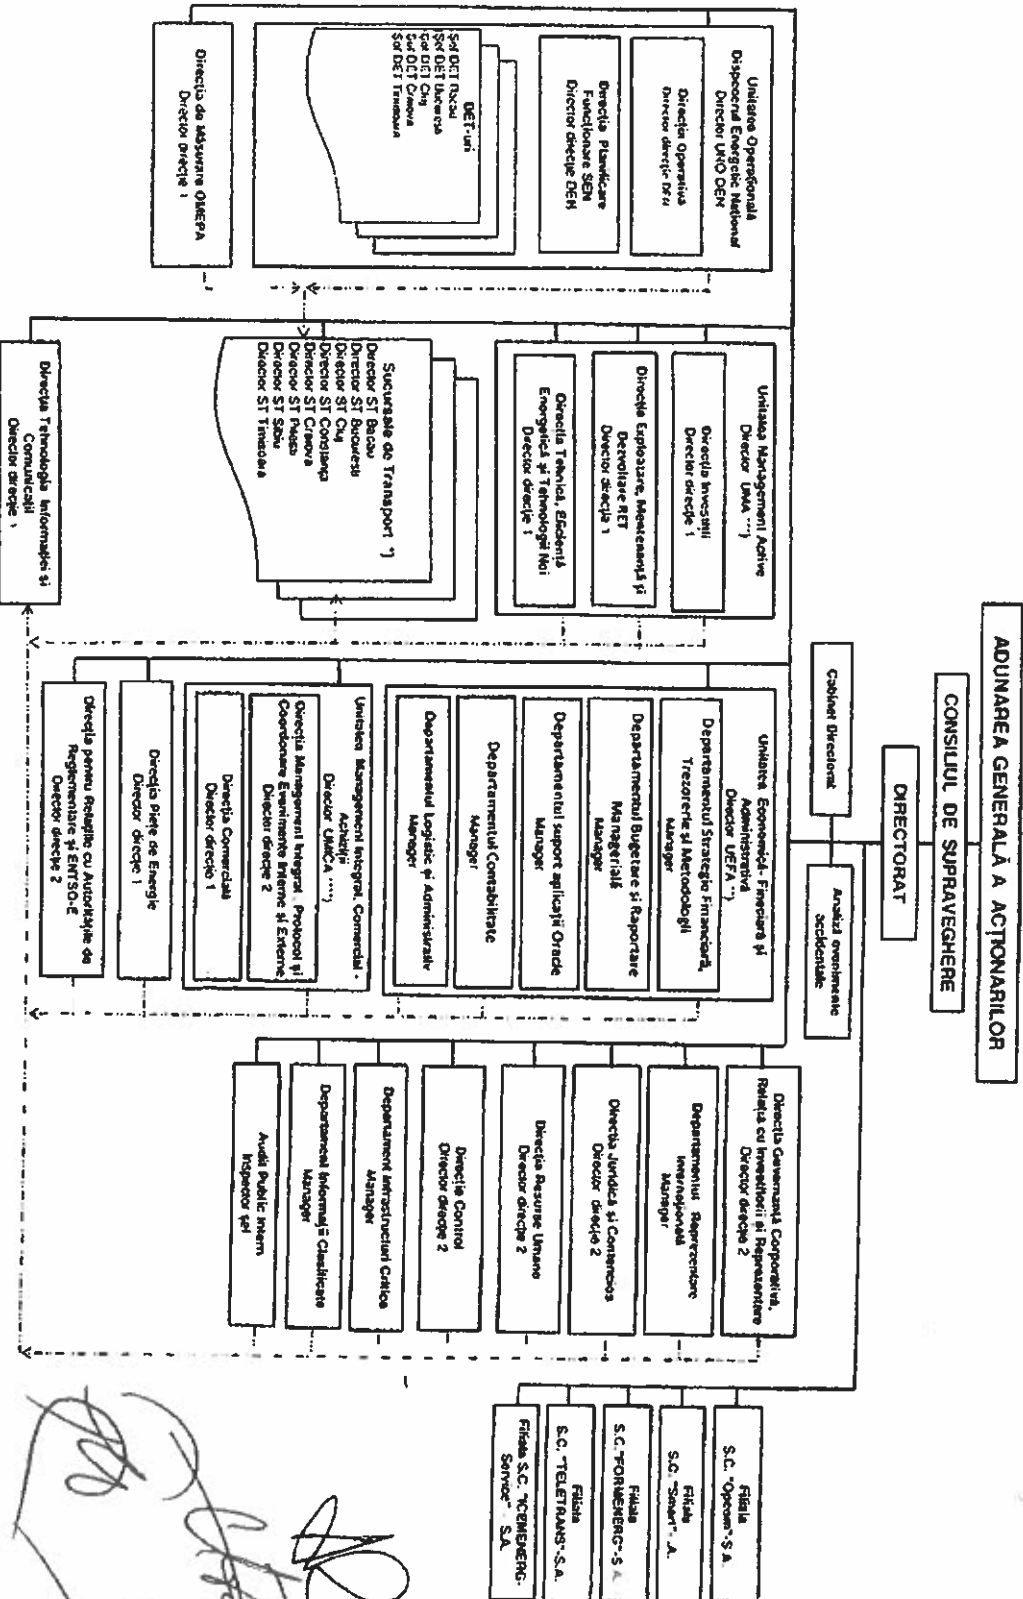 ADUNAREA GENERALĂ A ACȚIONARILOR
CONSILIUL DE SUPRAVEGHERE
DIRECTORAT
Cabinet Directorat
Analiză evenimente
accidentale
Unitatea Operațională
Dispecerul Energetic Național
Director UNO DEN
Direcția Operativă
Director direcție DEN
Direcția Planificare
Funcționare SEN
Director direcție DEN
DET-uri
Șef DET Bacău
Șef DET București
Șef DET Cluj
Șef DET Craiova
Șef DET Timișoara
Direcția de Măsurare OMEPA
Director direcție 1
Unitatea Management Active
Director UMA ***)
Direcția Investiții
Director direcție 1
Direcția Exploatare, Mentenanță și
Dezvoltare RET
Director direcția 1
Direcția Tehnică, Eficiență
Energetică și Tehnologii Noi
Director direcție 1
Sucursale de Transport *)
Director ST Bacău
Director ST București
Director ST Cluj
Director ST Constanța
Director ST Craiova
Director ST Pitești
Director ST Sibiu
Director ST Timișoara
Direcția Tehnologia Informației și
Comunicații
Director direcție 1
Unitatea Economică- Financiară și
Administrativă
Director UEFA **)
Departamentul Strategie Financiară,
Trezorerie și Metodologii
Manager
Departamentul Bugetare și Raportare
Managerială
Manager
Departamentul suport aplicații Oracle
Manager
Departamentul Contabilitate
Manager
Departamentul Logistic și Administrativ
Manager
Unitatea Management Integrat, Comercial -
Achiziții
Director UMCA ****)
Direcția Management Integrat, Protocol și
Coordonare Evenimente Interne și Externe
Director direcție 2
Direcția Comercială
Director direcție 1
Direcția Piețe de Energie
Director direcție 1
Direcția pentru Relațiile cu Autoritățile de
Reglementare și ENTSO-E
Director direcție 2
Direcția Guvernanță Corporativă,
Relația cu Investitorii și Reprezentare
Director direcție 2
Departamentul Reprezentare
Internațională
Manager
Direcția Juridică și Contencios
Director direcție 2
Direcția Resurse Umane
Director direcție 2
Direcție Control
Director direcție 2
Departament Infrastructuri Critice
Manager
Departament Informații Clasificate
Manager
Audit Public Intern
Inspector șef
Filiala
S.C. "Opcom"-S.A.
Filiala
S.C. "Smart"- .A.
Filiala
S.C."FORMENERG"-S.A.
Filiala
S.C. "TELETRANS"-S.A.
Filiala S.C. "ICEMENERG-
Service" - S.A.